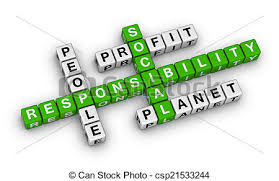 PEOPLE
PROFIT
SOCIAL
RESPONSIBILITY
PLANET
© Can Stock Photo - csp21533244